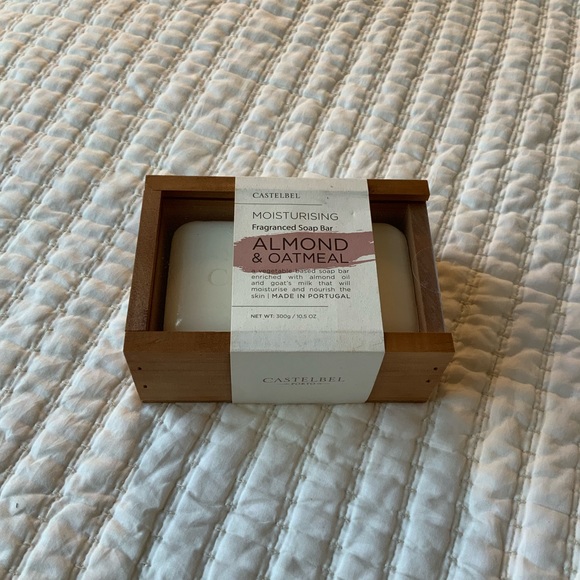 CASTELBEL
MOISTURISING
Fragranced Soap Bar
ALMOND
& OATMEAL
A vegetable based soap bar
enriched with almond oil
and goat's milk that will
moisturise and nourish the
skin | MADE IN PORTUGAL
NET WT: 300g / 10.5 OZ
CASTELBEL